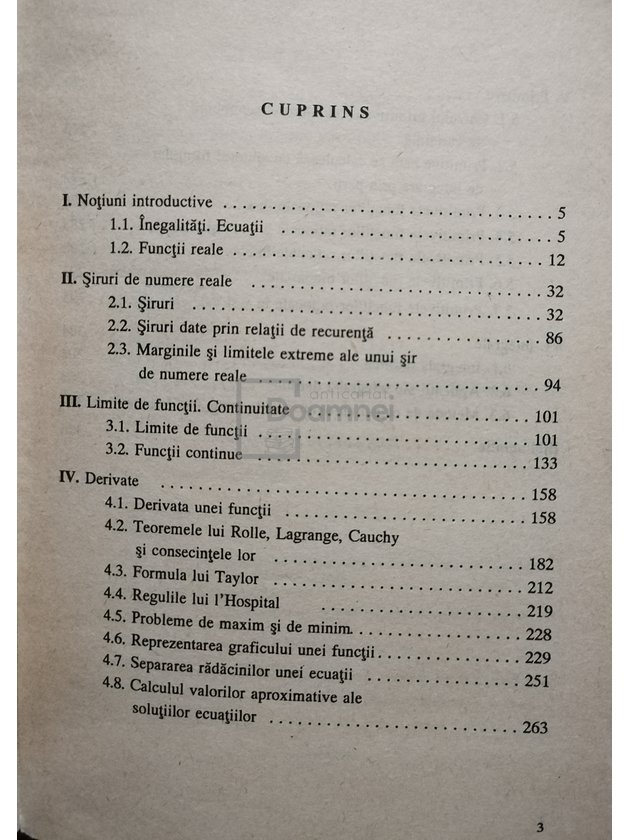 CUPRINS
I. Noţiuni introductive . . . . . . . . . . . . . . . . . . . . . . . . . . . . . . 5
1.1. Înegalităţi. Ecuaţii . . . . . . . . . . . . . . . . . . . . . . . . . 5
1.2. Funcţii reale . . . . . . . . . . . . . . . . . . . . . . . . . . . . . 12
II. Şiruri de numere reale . . . . . . . . . . . . . . . . . . . . . . . . . . 32
2.1. Şiruri . . . . . . . . . . . . . . . . . . . . . . . . . . . . . . . . 32
2.2. Şiruri date prin relaţii de recurenţă . . . . . . . . . . . . . . . 86
2.3. Marginile şi limitele extreme ale unui şir
de numere reale . . . . . . . . . . . . . . . . . . . . . . . . . . . 94
III. Limite de funcţii. Continuitate . . . . . . . . . . . . . . . . . . . . . 101
3.1. Limite de funcţii . . . . . . . . . . . . . . . . . . . . . . . . . . 101
3.2. Funcţii continue . . . . . . . . . . . . . . . . . . . . . . . . . . 133
IV. Derivate . . . . . . . . . . . . . . . . . . . . . . . . . . . . . . . . . 158
4.1. Derivata unei funcţii . . . . . . . . . . . . . . . . . . . . . . . 158
4.2. Teoremele lui Rolle, Lagrange, Cauchy
şi consecinţele lor . . . . . . . . . . . . . . . . . . . . . . . . 182
4.3. Formula lui Taylor . . . . . . . . . . . . . . . . . . . . . . . . 212
4.4. Regulile lui l'Hospital . . . . . . . . . . . . . . . . . . . . 219
4.5. Probleme de maxim şi de minim. . . . . . . . . . . . . . . . 228
4.6. Reprezentarea graficului unei funcţii . . . . . . . . . . . . . . 229
4.7. Separarea rădăcinilor unei ecuaţii . . . . . . . . . . . . . . . 251
4.8. Calculul valorilor aproximative ale
soluţiilor ecuaţiilor . . . . . . . . . . . . . . . . . . . . . . . . . 263
3
anticariat
Doamnei